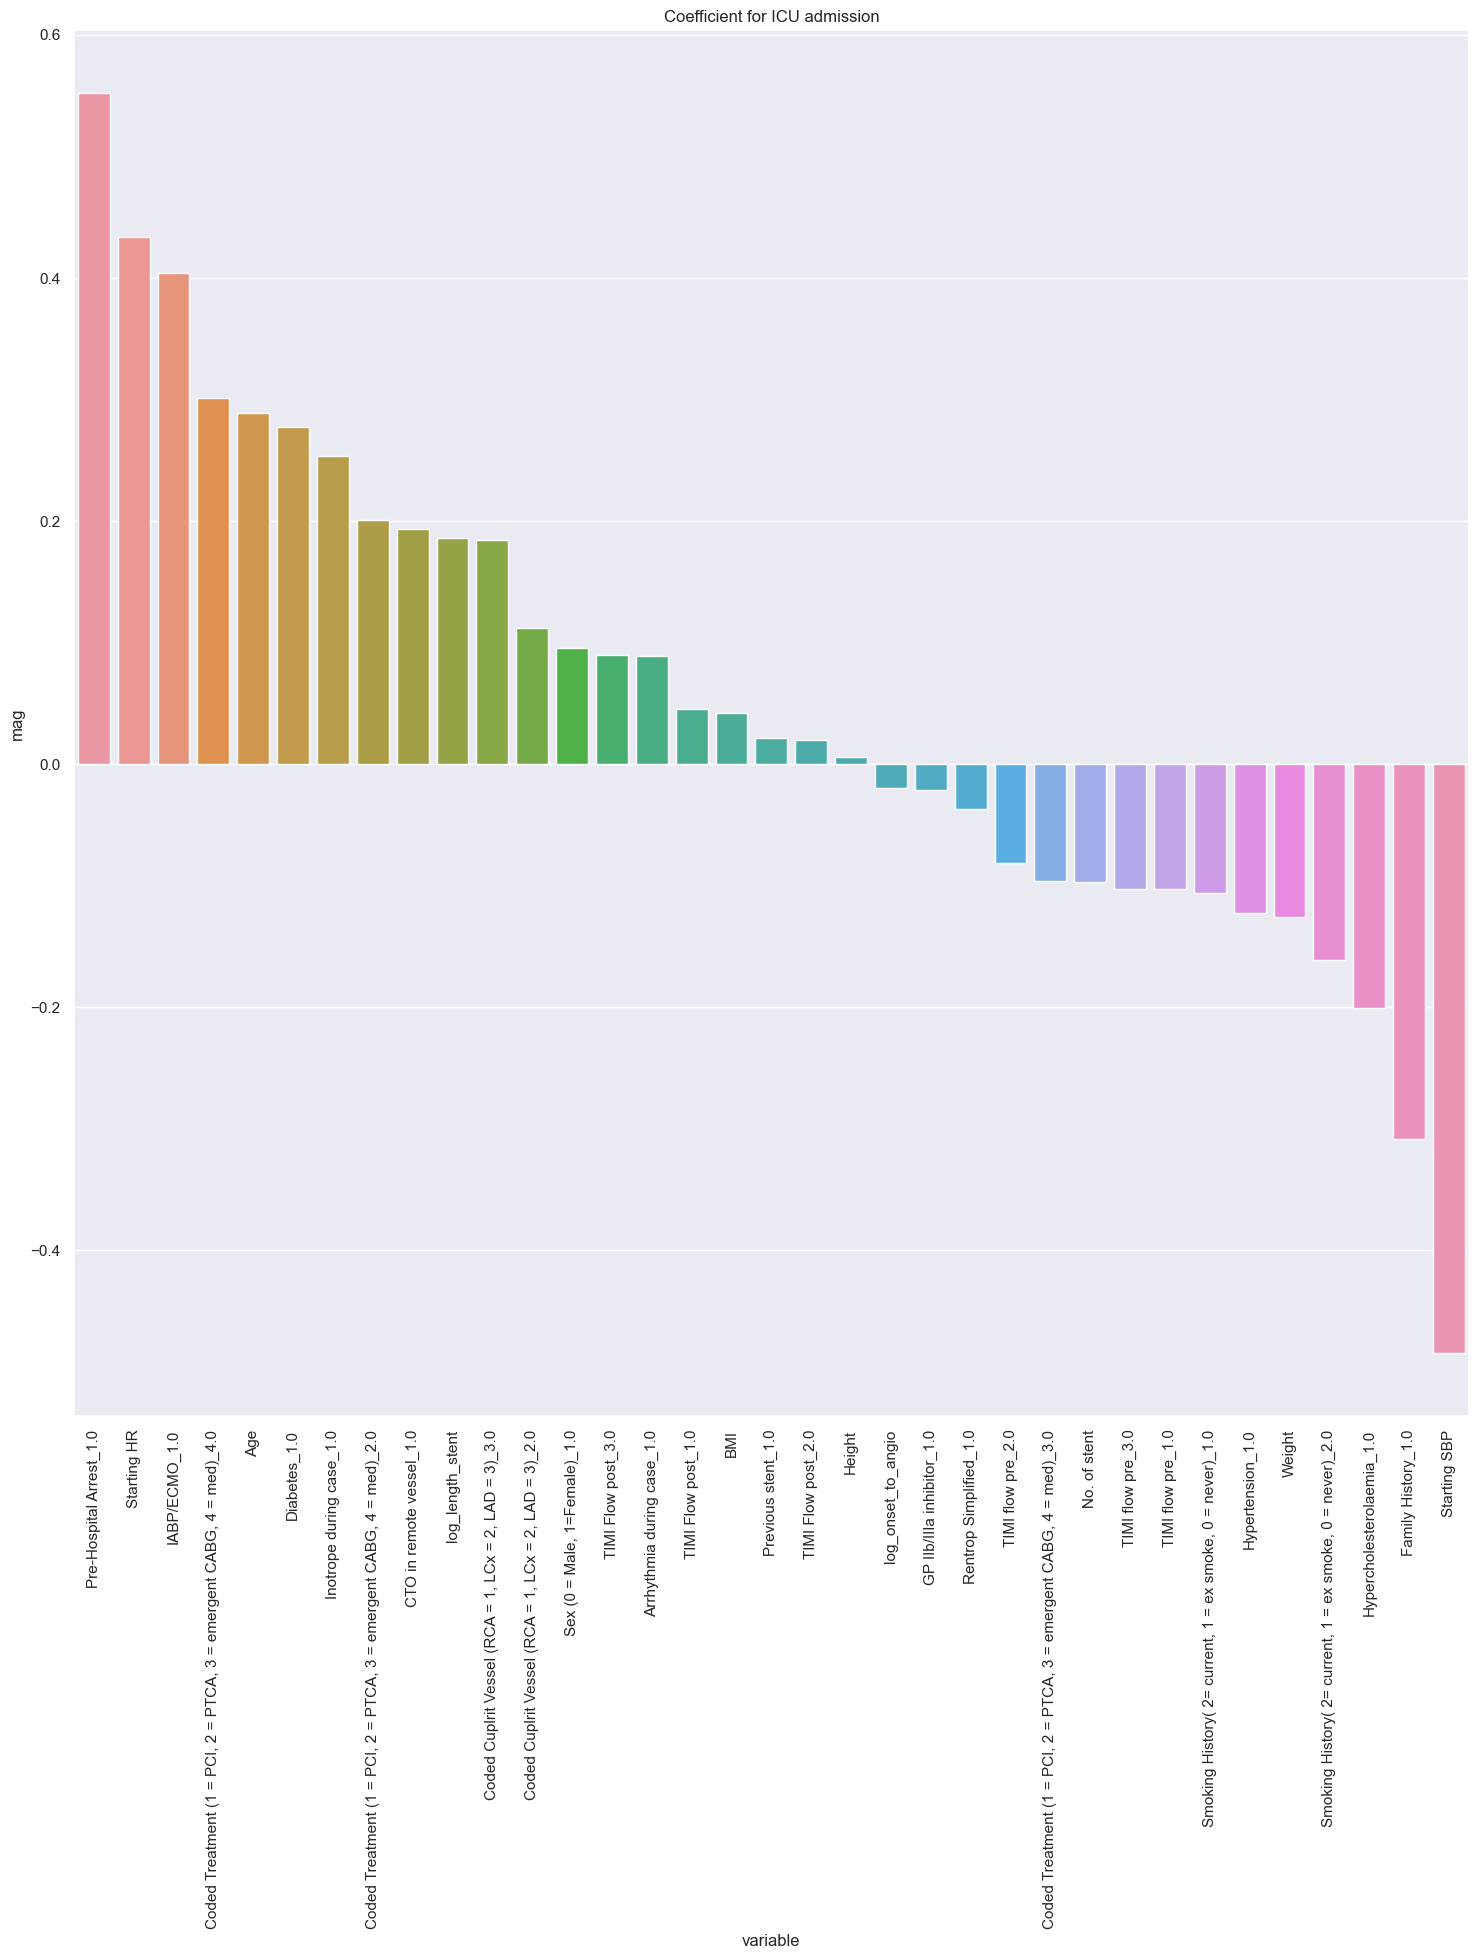 Coefficient for ICU admission
0.6
0.4
0.2
0.0
−0.2
−0.4
mag
Pre-Hospital Arrest_1.0
Starting HR
IABP/ECMO_1.0
Coded Treatment (1 = PCI, 2 = PTCA, 3 = emergent CABG, 4 = med)_4.0
Age
Diabetes_1.0
Inotrope during case_1.0
Coded Treatment (1 = PCI, 2 = PTCA, 3 = emergent CABG, 4 = med)_2.0
CTO in remote vessel_1.0
log_length_stent
Coded Cuplrit Vessel (RCA = 1, LCx = 2, LAD = 3)_3.0
Coded Cuplrit Vessel (RCA = 1, LCx = 2, LAD = 3)_2.0
Sex (0 = Male, 1=Female)_1.0
TIMI Flow post_3.0
Arrhythmia during case_1.0
TIMI Flow post_1.0
BMI
Previous stent_1.0
TIMI Flow post_2.0
Height
log_onset_to_angio
GP IIb/IIIa inhibitor_1.0
Rentrop Simplified_1.0
TIMI flow pre_2.0
Coded Treatment (1 = PCI, 2 = PTCA, 3 = emergent CABG, 4 = med)_3.0
No. of stent
TIMI flow pre_3.0
TIMI flow pre_1.0
Smoking History( 2= current, 1 = ex smoke, 0 = never)_1.0
Hypertension_1.0
Weight
Smoking History( 2= current, 1 = ex smoke, 0 = never)_2.0
Hypercholesterolaemia_1.0
Family History_1.0
Starting SBP
variable